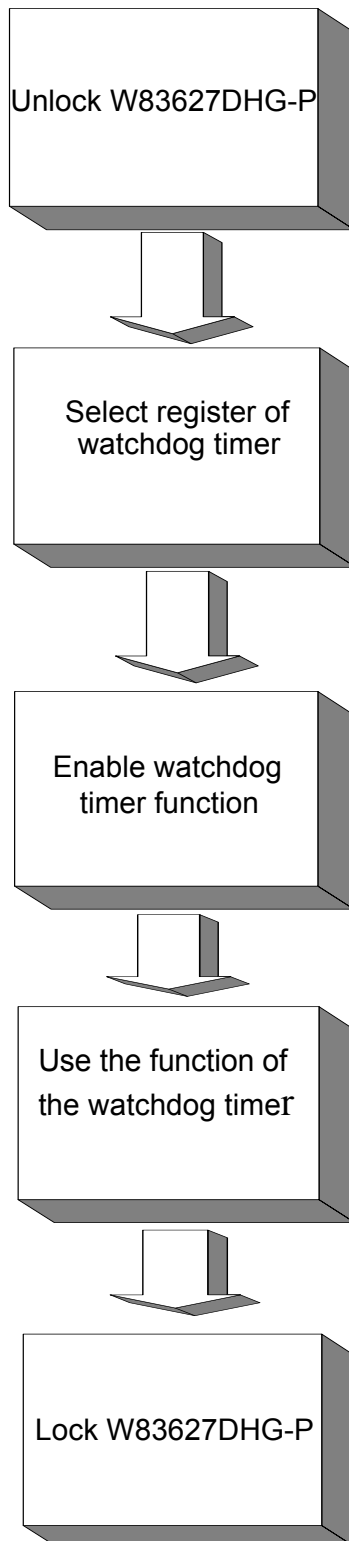 Unlock W83627DHG-P
Select register of
watchdog timer
Enable watchdog
timer function
Use the function of
the watchdog timer
Lock W83627DHG-P